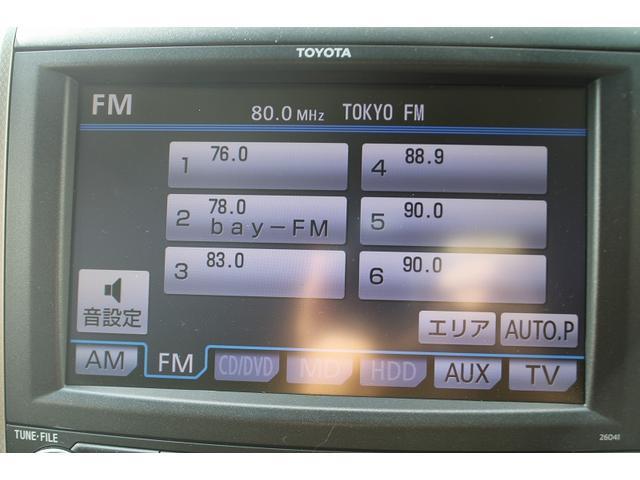 TOYOTA
FM 80.0 MHz TOKYO FM
1 76.0
4 88.9
2 78.0 bay-FM
5 90.0
3 83.0
6 90.0
音設定
エリア AUTO.P
AM FM CD/DVD MD HDD AUX TV
TUNE·FILE
26041